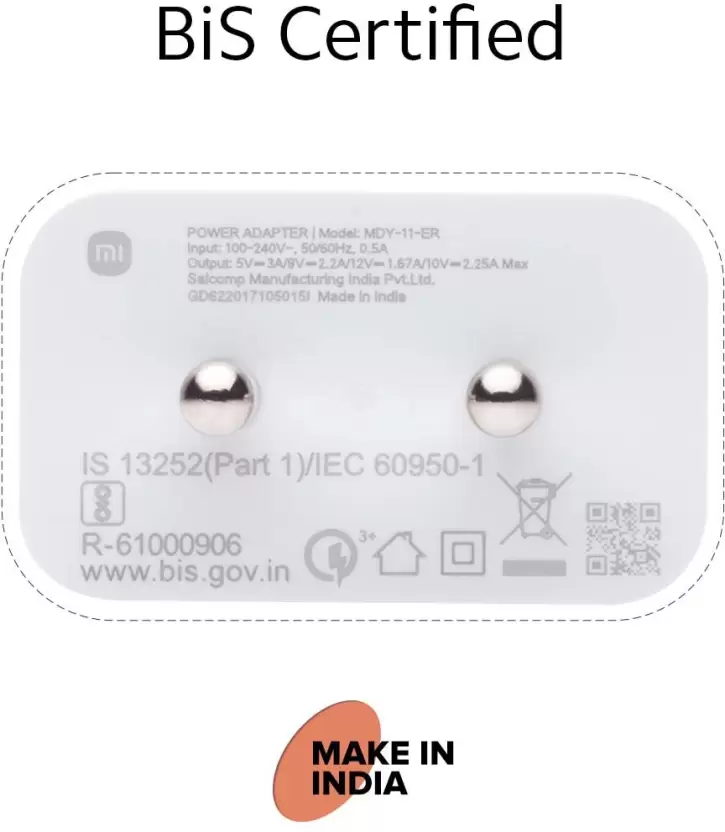 BiS Certified
POWER ADAPTER | Model: MDY-11-ER
Input: 100-240V~, 50/60Hz, 0.5A
Output: 5V⎓3A/9V⎓2.2A/12V⎓1.67A/10V⎓2.25A Max
Salcomp Manufacturing India Pvt.Ltd.
GD622017105015I Made in India
mi
IS 13252(Part 1)/IEC 60950-1
R-61000906
www.bis.gov.in
3+
MAKE IN
INDIA